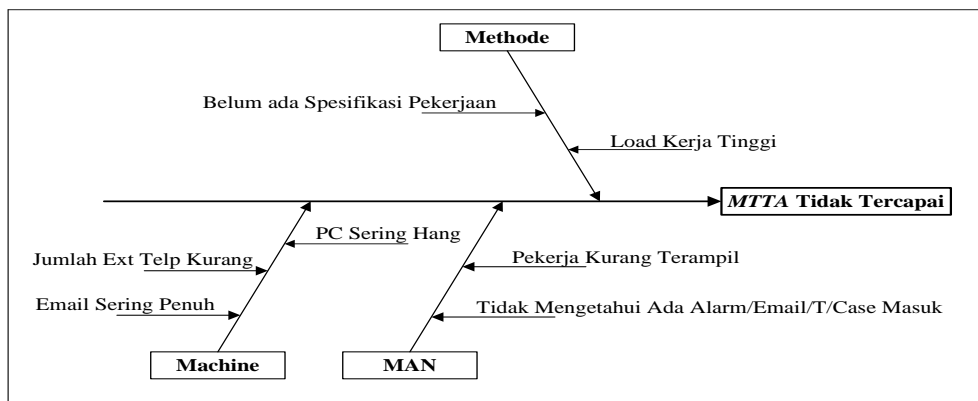 Methode
Belum ada Spesifikasi Pekerjaan
Load Kerja Tinggi
MTTA Tidak Tercapai
PC Sering Hang
Jumlah Ext Telp Kurang
Pekerja Kurang Terampil
Email Sering Penuh
Tidak Mengetahui Ada Alarm/Email/T/Case Masuk
Machine
MAN